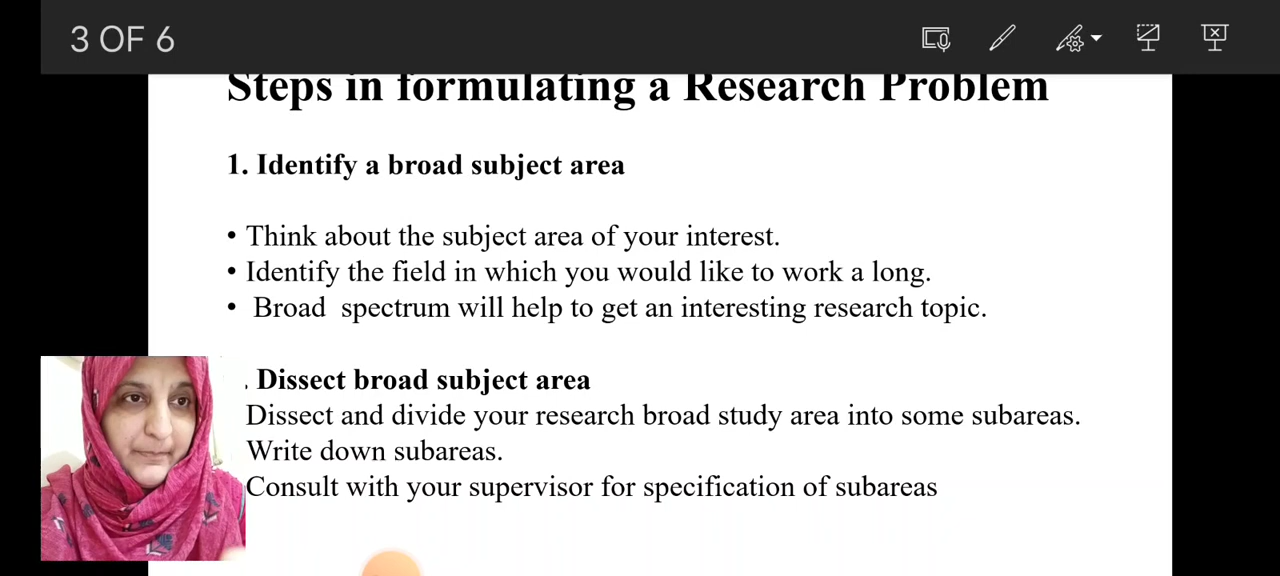 3 OF 6
Steps in formulating a Research Problem
1. Identify a broad subject area
• Think about the subject area of your interest.
• Identify the field in which you would like to work a long.
• Broad spectrum will help to get an interesting research topic.
. Dissect broad subject area
Dissect and divide your research broad study area into some subareas.
Write down subareas.
Consult with your supervisor for specification of subareas